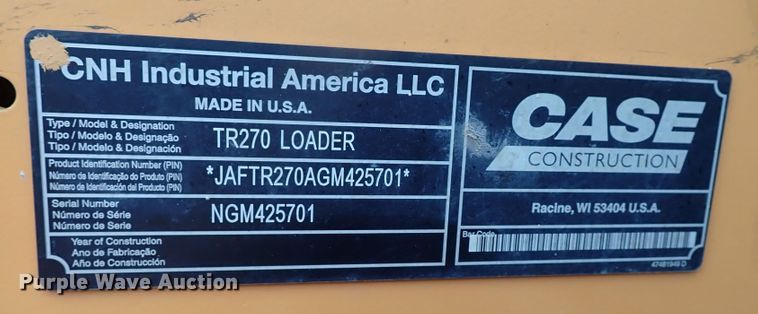 CNH Industrial America LLC
MADE IN U.S.A.
Type / Model & Designation
Tipo / Modelo & Designação
Tipo / Modelo & Designación
TR270 LOADER
Product Identification Number (PIN)
Número de Identificação do Produto (PIN)
Número de Identificación del Producto (PIN)
*JAFTR270AGM425701*
Serial Number
Número de Série
Número de Serie
NGM425701
Year of Construction
Ano de Fabricação
Año de Construcción
CASE
CONSTRUCTION
Racine, WI 53404 U.S.A.
Bar Code
47481949 D
Purple Wave Auction